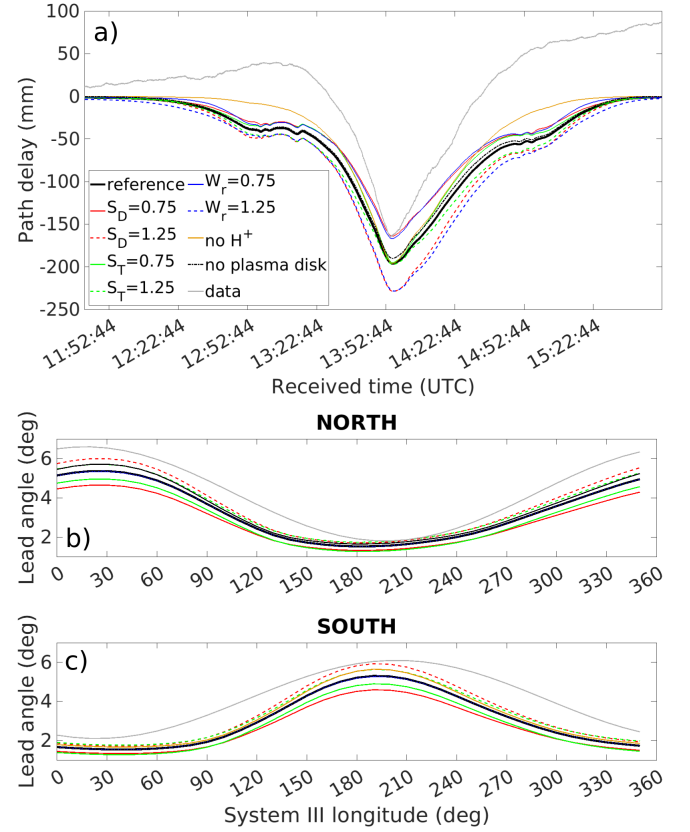 a)
100
50
0
-50
-100
-150
-200
-250
Path delay (mm)
reference
S_D=0.75
S_D=1.25
S_T=0.75
S_T=1.25
W_r=0.75
W_r=1.25
no H^+
no plasma disk
data
11:52:44 12:22:44 12:52:44 13:22:44 13:52:44 14:22:44 14:52:44 15:22:44
Received time (UTC)
NORTH
b)
6
4
2
Lead angle (deg)
0 30 60 90 120 150 180 210 240 270 300 330 360
SOUTH
c)
6
4
2
Lead angle (deg)
0 30 60 90 120 150 180 210 240 270 300 330 360
System III longitude (deg)